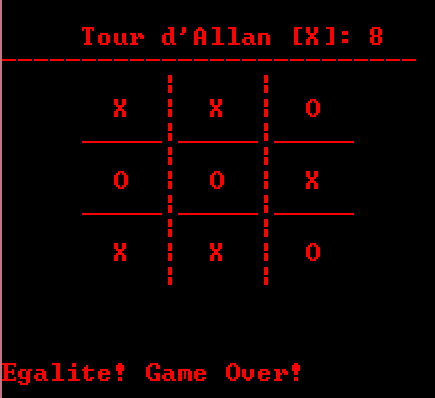 Tour d'Allan [X]: 8
X X O
O O X
X X O
Egalite! Game Over!